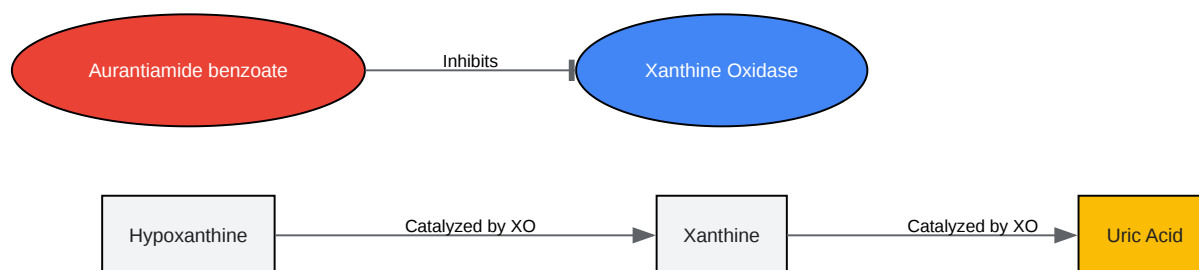 Aurantiamide benzoate
Inhibits
Xanthine Oxidase
Hypoxanthine
Catalyzed by XO
Xanthine
Catalyzed by XO
Uric Acid